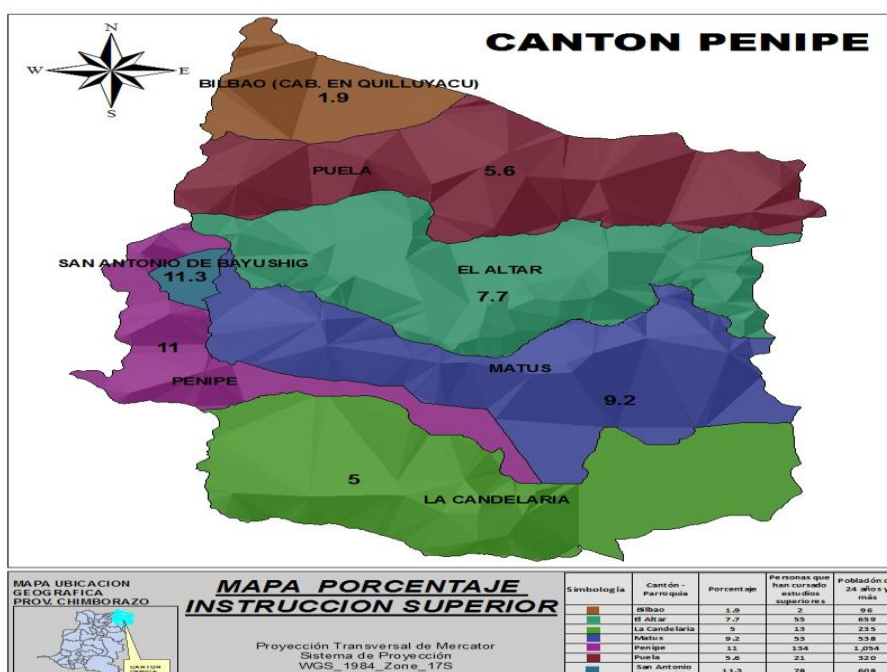 CANTON PENIPE
N
W E
S
BILBAO (CAB. EN QUILLUYACU)
1.9
PUELA 5.6
SAN ANTONIO DE BAYUSHIG
11.3
EL ALTAR
7.7
11
PENIPE
MATUS
9.2
5
LA CANDELARIA
MAPA UBICACION
GEOGRAFICA
PROV. CHIMBORAZO
CANTON
MAPA PORCENTAJE
INSTRUCCION SUPERIOR
Proyección Transversal de Mercator
Sistema de Proyección
WGS_1984_Zone_17S
Simbología Cantón - Parroquia Porcentaje Personas que han cursado estudios superiores Población de 24 años y más
Bilbao 1.9 2 96
El Altar 7.7 55 659
La Candelaria 5 13 235
Matus 9.2 53 538
Penipe 11 134 1,054
Puela 5.6 21 320
San Antonio 11.3 78 608